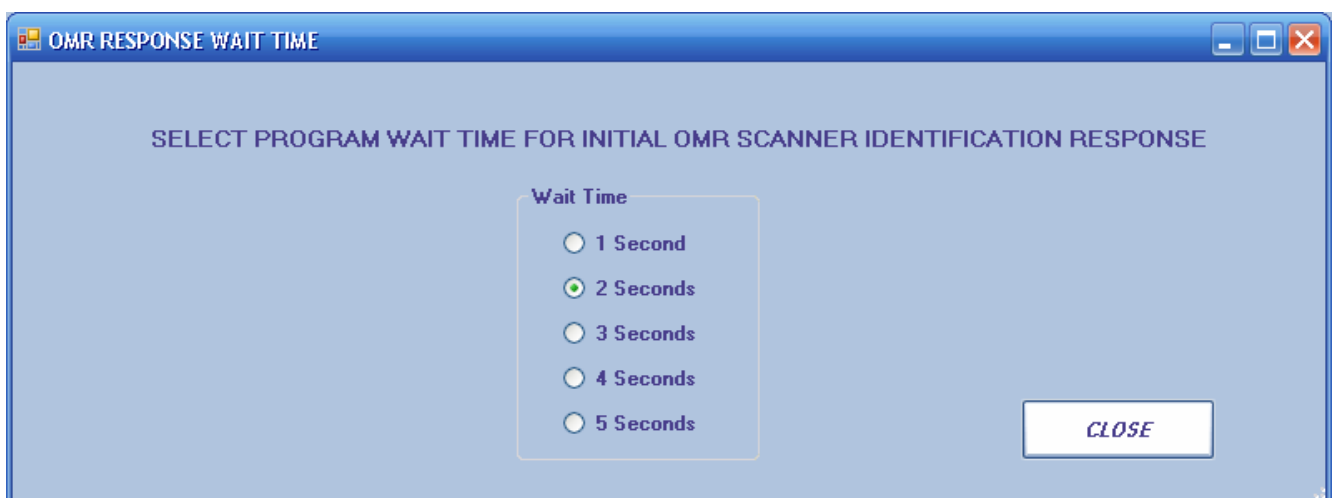 OMR RESPONSE WAIT TIME
SELECT PROGRAM WAIT TIME FOR INITIAL OMR SCANNER IDENTIFICATION RESPONSE
Wait Time
1 Second
2 Seconds
3 Seconds
4 Seconds
5 Seconds
CLOSE